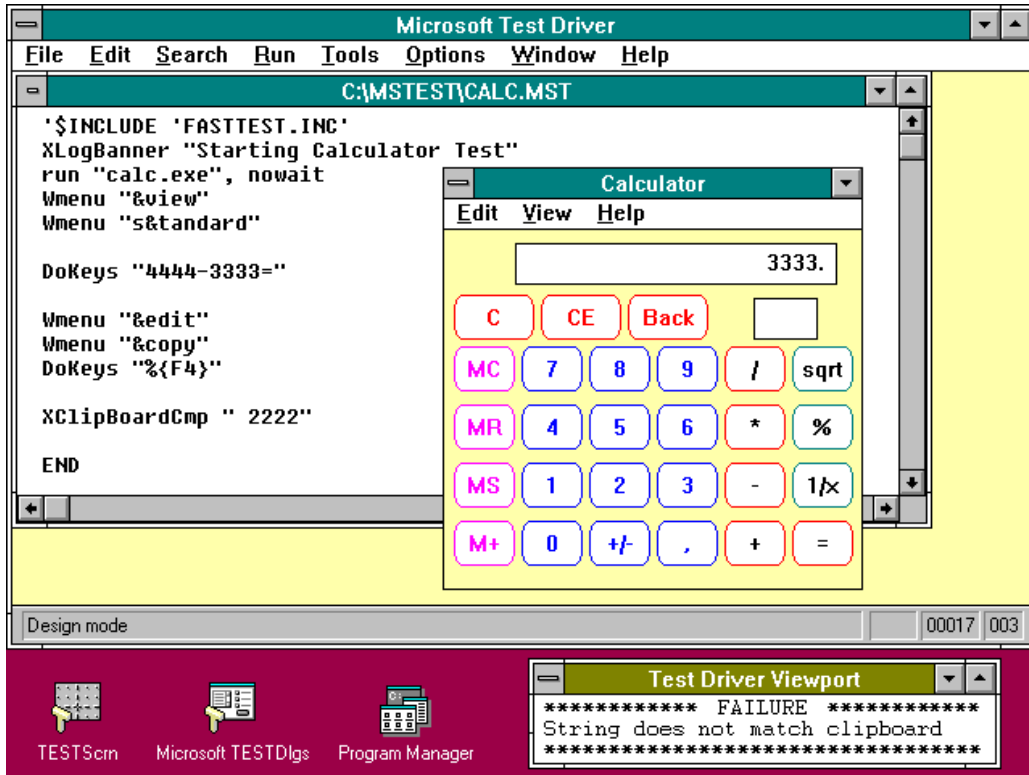 Microsoft Test Driver
File Edit Search Run Tools Options Window Help
C:\MSTEST\CALC.MST
'$INCLUDE 'FASTTEST.INC'
XLogBanner "Starting Calculator Test"
run "calc.exe", nowait
Wmenu "&view"
Wmenu "s&tandard"
DoKeys "4444-3333="
Wmenu "&edit"
Wmenu "&copy"
DoKeys "%{F4}"
XClipBoardCmp " 2222"
END
Calculator
Edit View Help
3333.
C CE Back
MC 7 8 9 / sqrt
MR 4 5 6 * %
MS 1 2 3 - 1/x
M+ 0 +/- , + =
Design mode 00017 003
TESTScrn
Microsoft TESTDlgs
Program Manager
Test Driver Viewport
************ FAILURE ************
String does not match clipboard
**********************************